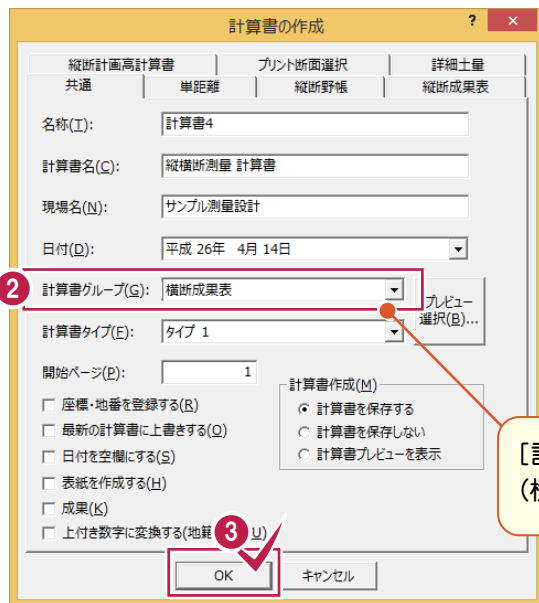 計算書の作成
? ×
縦断計画高計算書 プリント断面選択 詳細土量
共通 単距離 縦断野帳 縦断成果表
名称(T): 計算書4
計算書名(C): 縦横断測量 計算書
現場名(N): サンプル測量設計
日付(D): 平成 26年 4月 14日
2 計算書グループ(G): 横断成果表
プレビュー
選択(B)...
計算書タイプ(F): タイプ 1
開始ページ(P): 1
計算書作成(M)
座標・地番を登録する(R)
計算書を保存する
最新の計算書に上書きする(O)
計算書を保存しない
日付を空欄にする(S)
計算書プレビューを表示
表紙を作成する(H)
成果(K)
上付き数字に変換する(地籍 U)
3
OK キャンセル